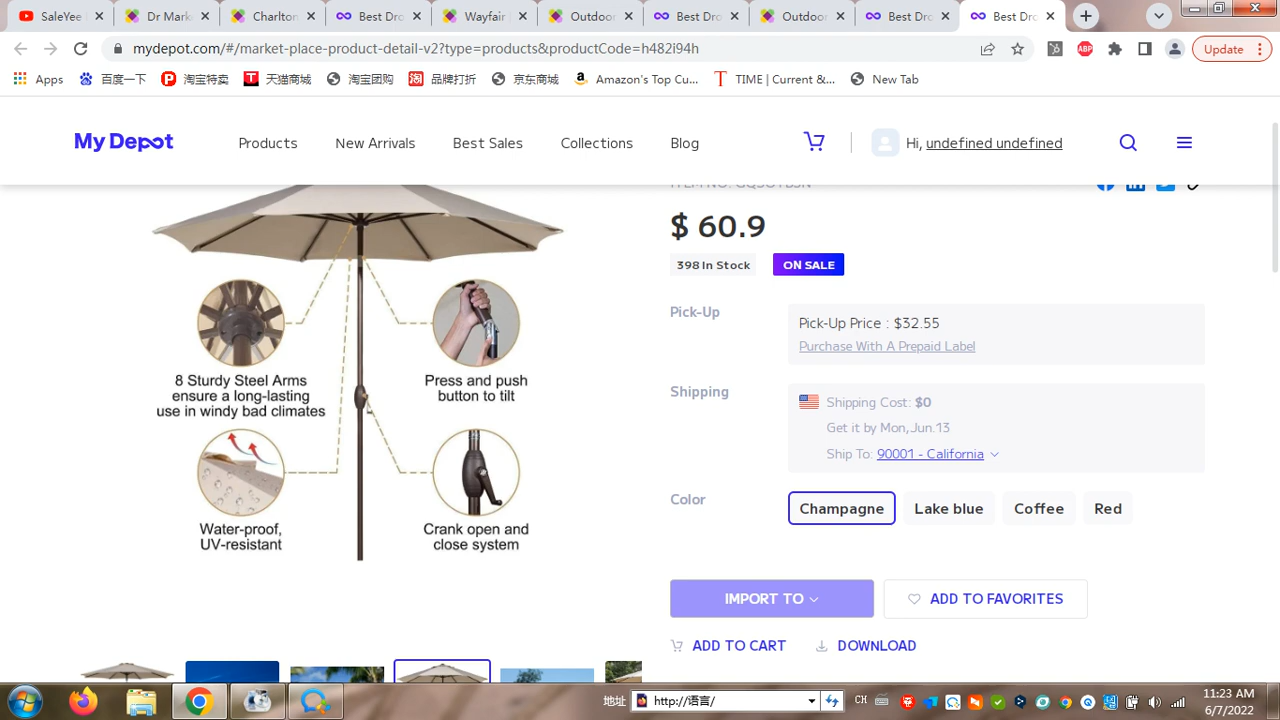 SaleYee
Dr Mark
Charlton
Best Dro
Wayfair
Outdoor
Best Dro
Outdoor
Best Dro
Best Dro
mydepot.com/#/market-place-product-detail-v2?type=products&productCode=h482i94h
Update
Apps
百度一下
淘宝特卖
天猫商城
淘宝团购
品牌打折
京东商城
Amazon's Top Cu...
TIME | Current &...
New Tab
My Depot
Products
New Arrivals
Best Sales
Collections
Blog
Hi, undefined undefined
$ 60.9
398 In Stock
ON SALE
Pick-Up
Pick-Up Price : $32.55
Purchase With A Prepaid Label
Shipping
Shipping Cost: $0
Get it by Mon,Jun.13
Ship To: 90001 - California
Color
Champagne
Lake blue
Coffee
Red
IMPORT TO
ADD TO FAVORITES
ADD TO CART
DOWNLOAD
8 Sturdy Steel Arms
ensure a long-lasting
use in windy bad climates
Press and push
button to tilt
Water-proof,
UV-resistant
Crank open and
close system
地址
http://语言/
CH
11:23 AM
6/7/2022